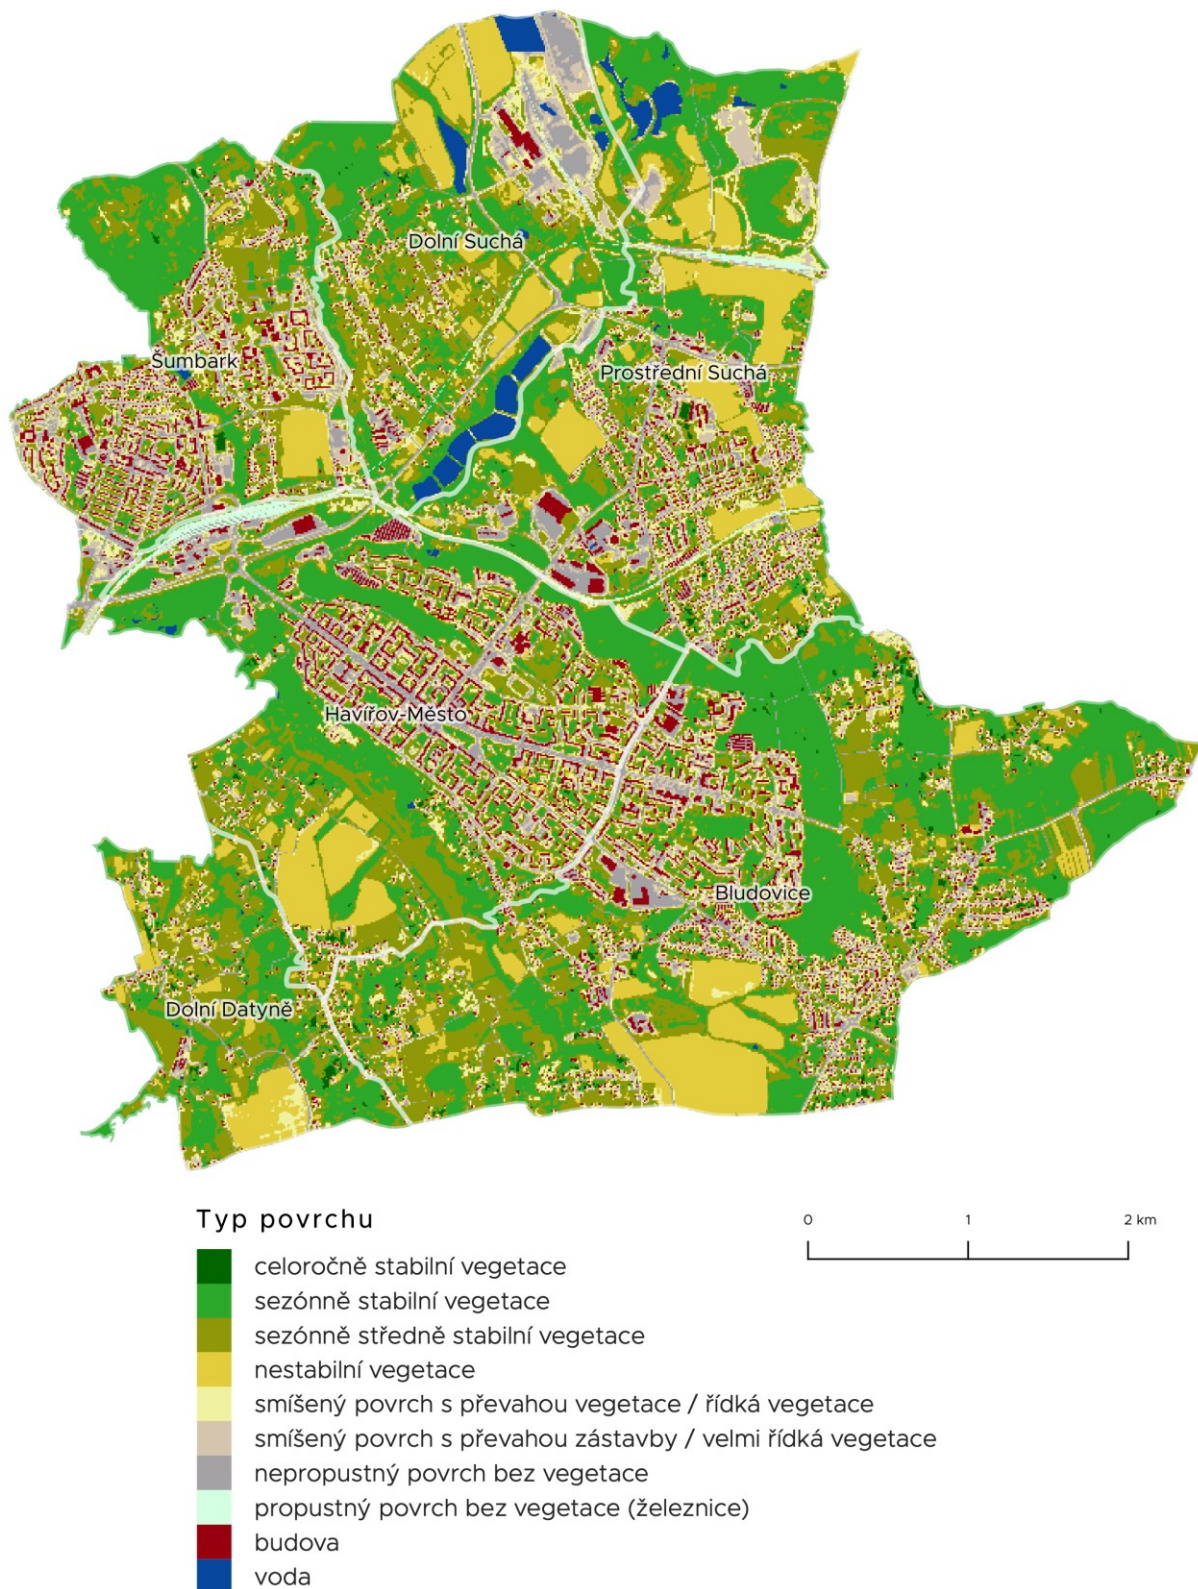 Dolní Suchá
Šumbark
Prostřední Suchá
Havířov-Město
Bludovice
Dolní Datyně
Typ povrchu
0 1 2 km
celoročně stabilní vegetace
sezónně stabilní vegetace
sezónně středně stabilní vegetace
nestabilní vegetace
smíšený povrch s převahou vegetace / řídká vegetace
smíšený povrch s převahou zástavby / velmi řídká vegetace
nepropustný povrch bez vegetace
propustný povrch bez vegetace (železnice)
budova
voda